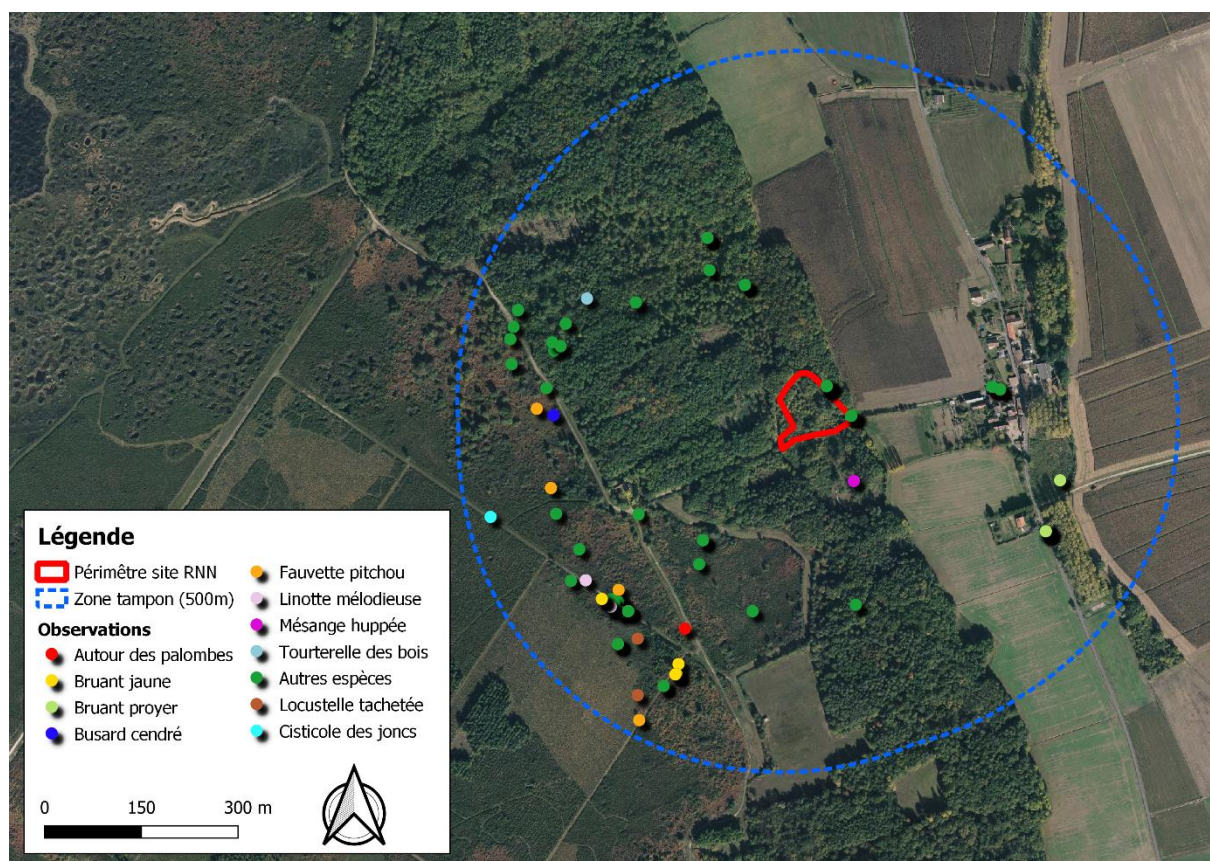 Légende
Périmêtre site RNN
Zone tampon (500m)
Observations
Autour des palombes
Bruant jaune
Bruant proyer
Busard cendré
Fauvette pitchou
Linotte mélodieuse
Mésange huppée
Tourterelle des bois
Autres espèces
Locustelle tachetée
Cisticole des joncs
0 150 300 m